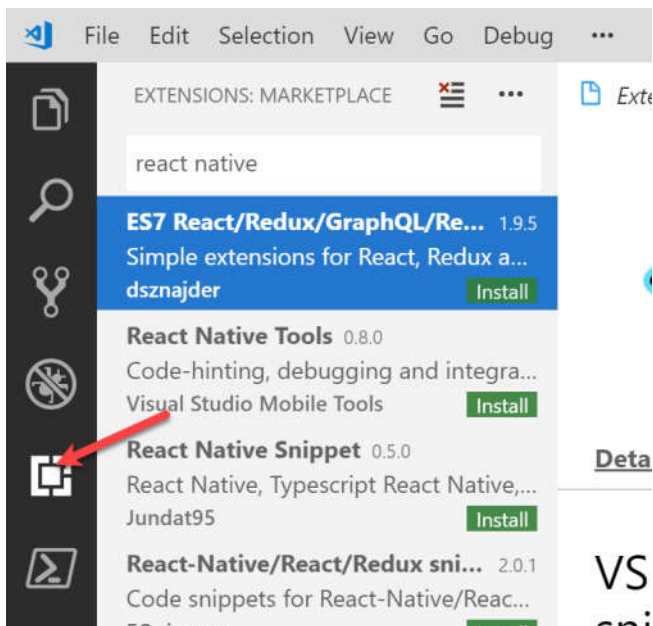 File Edit Selection View Go Debug ...
EXTENSIONS: MARKETPLACE ...
Exte
react native
ES7 React/Redux/GraphQL/Re... 1.9.5
Simple extensions for React, Redux a...
dsznajder Install
React Native Tools 0.8.0
Code-hinting, debugging and integra...
Visual Studio Mobile Tools Install
React Native Snippet 0.5.0
React Native, Typescript React Native,...
Jundat95 Install
Deta
React-Native/React/Redux sni... 2.0.1
Code snippets for React-Native/Reac...
VS